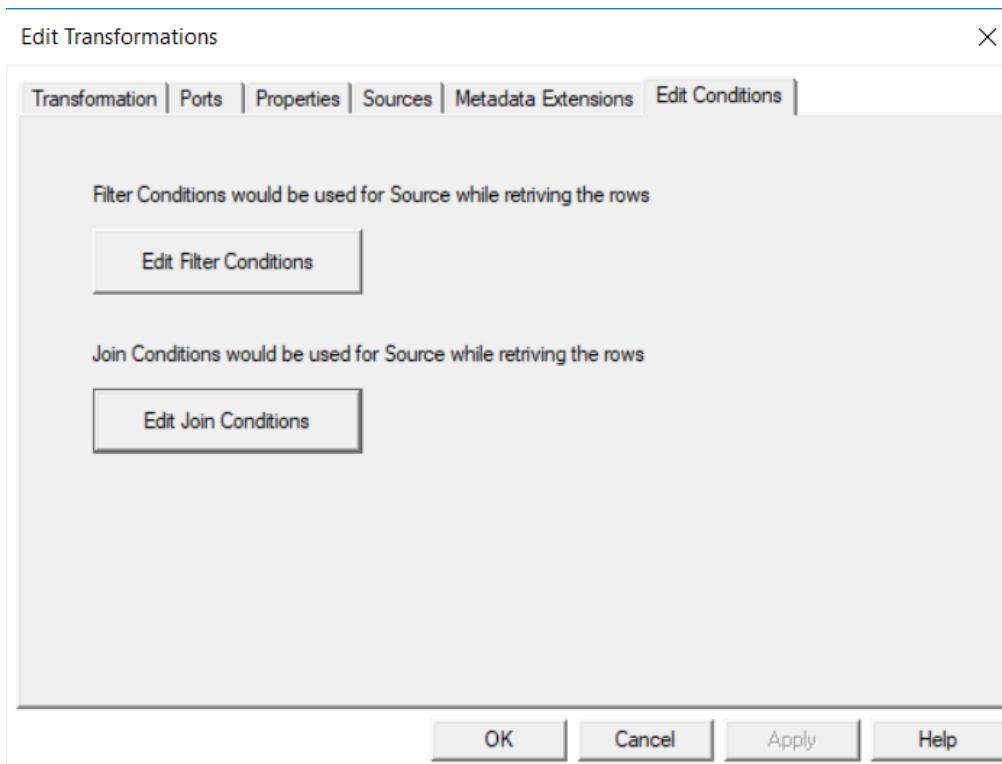 Edit Transformations
Transformation Ports Properties Sources Metadata Extensions Edit Conditions
Filter Conditions would be used for Source while retriving the rows
Edit Filter Conditions
Join Conditions would be used for Source while retriving the rows
Edit Join Conditions
OK Cancel Apply Help